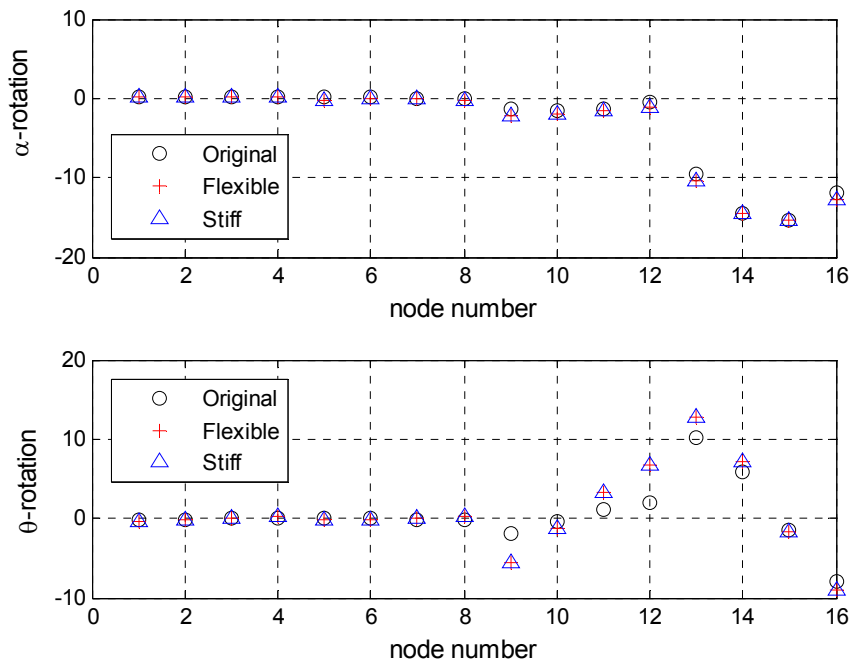 10
0
-10
-20
α-rotation
Original
Flexible
Stiff
0 2 4 6 8 10 12 14 16
node number
20
10
0
-10
θ-rotation
Original
Flexible
Stiff
0 2 4 6 8 10 12 14 16
node number